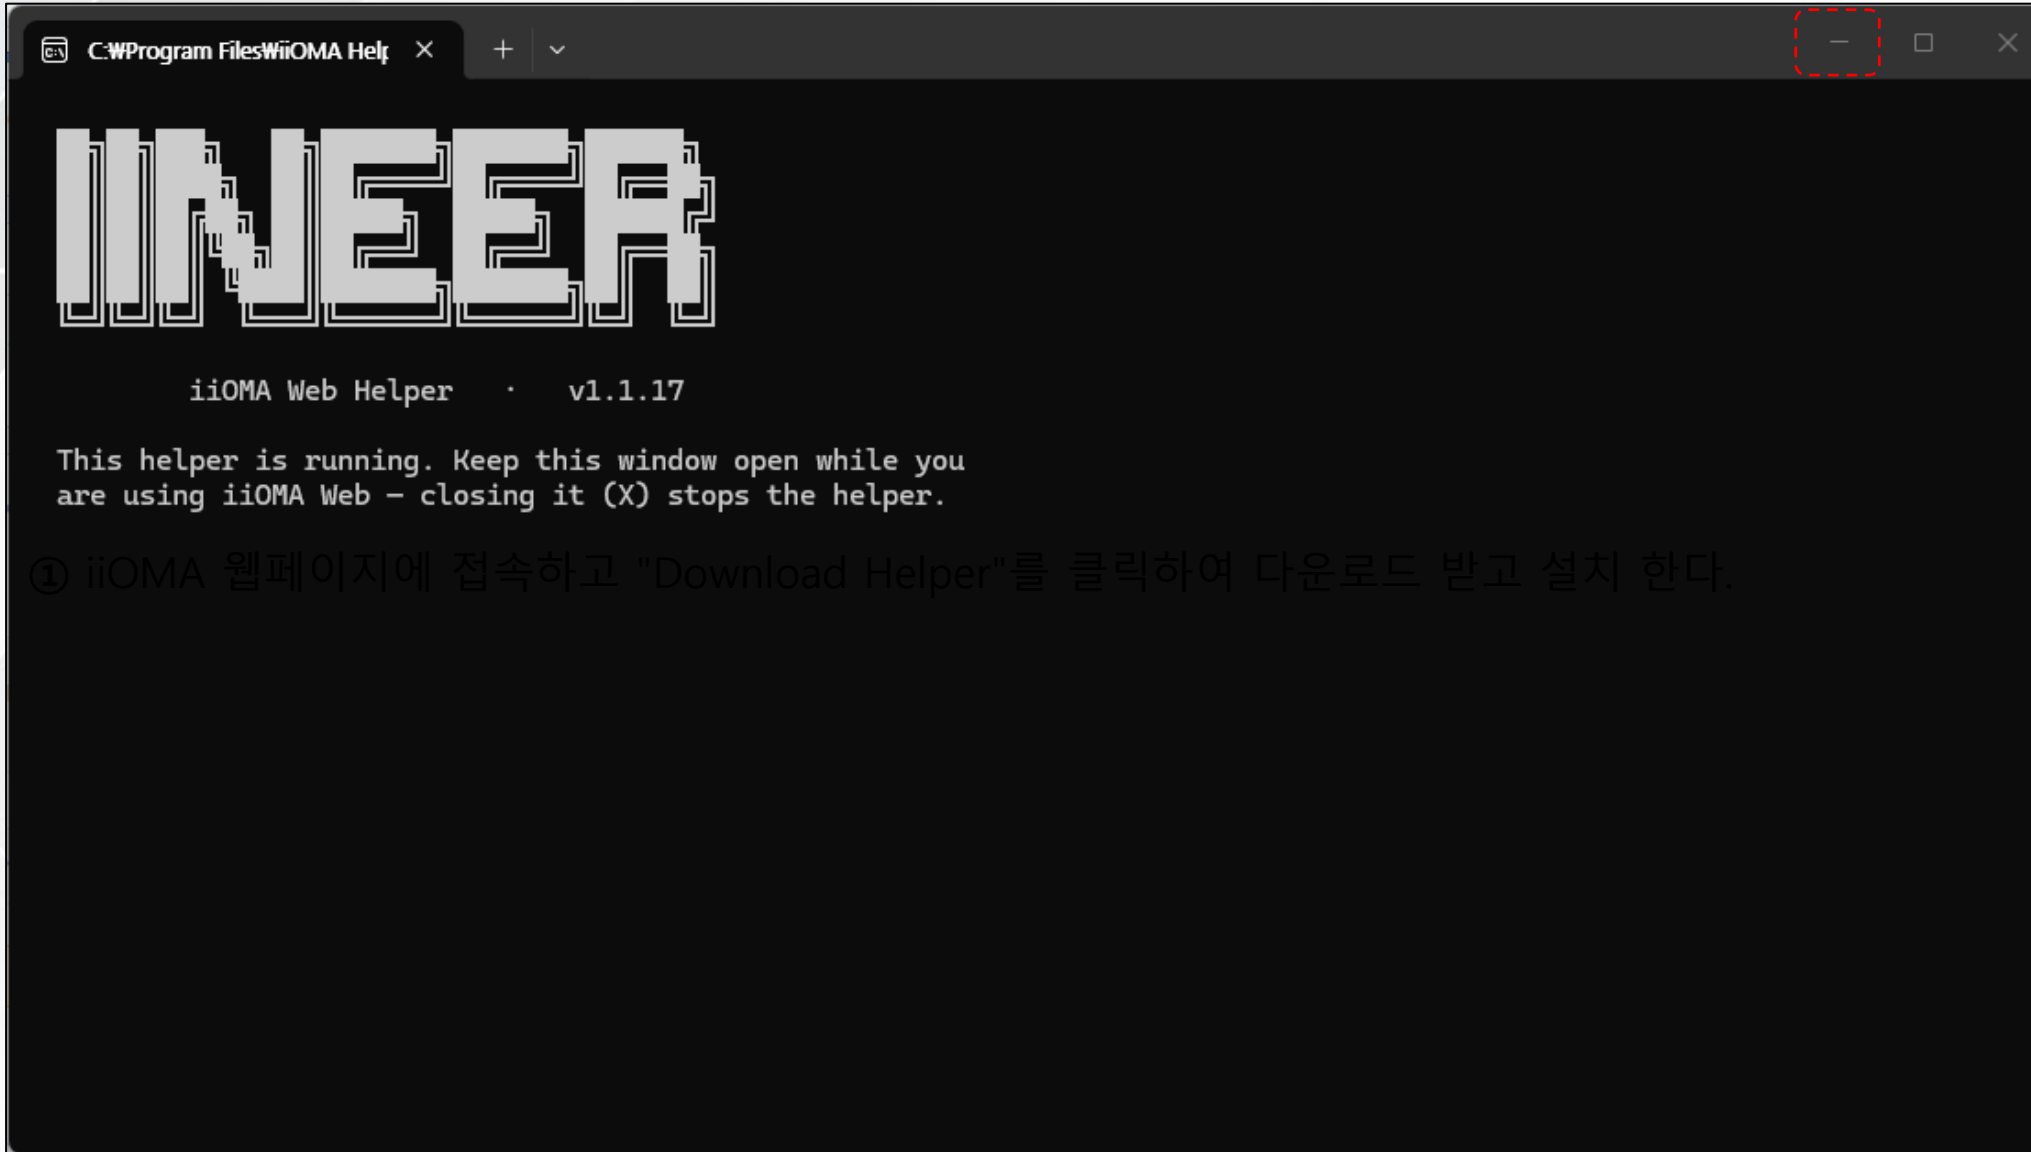 C:₩Program Files₩iiOMA Help
IINEER
iiOMA Web Helper · v1.1.17
This helper is running. Keep this window open while you
are using iiOMA Web — closing it (X) stops the helper.
① iiOMA 웹페이지에 접속하고 "Download Helper"를 클릭하여 다운로드 받고 설치 한다.